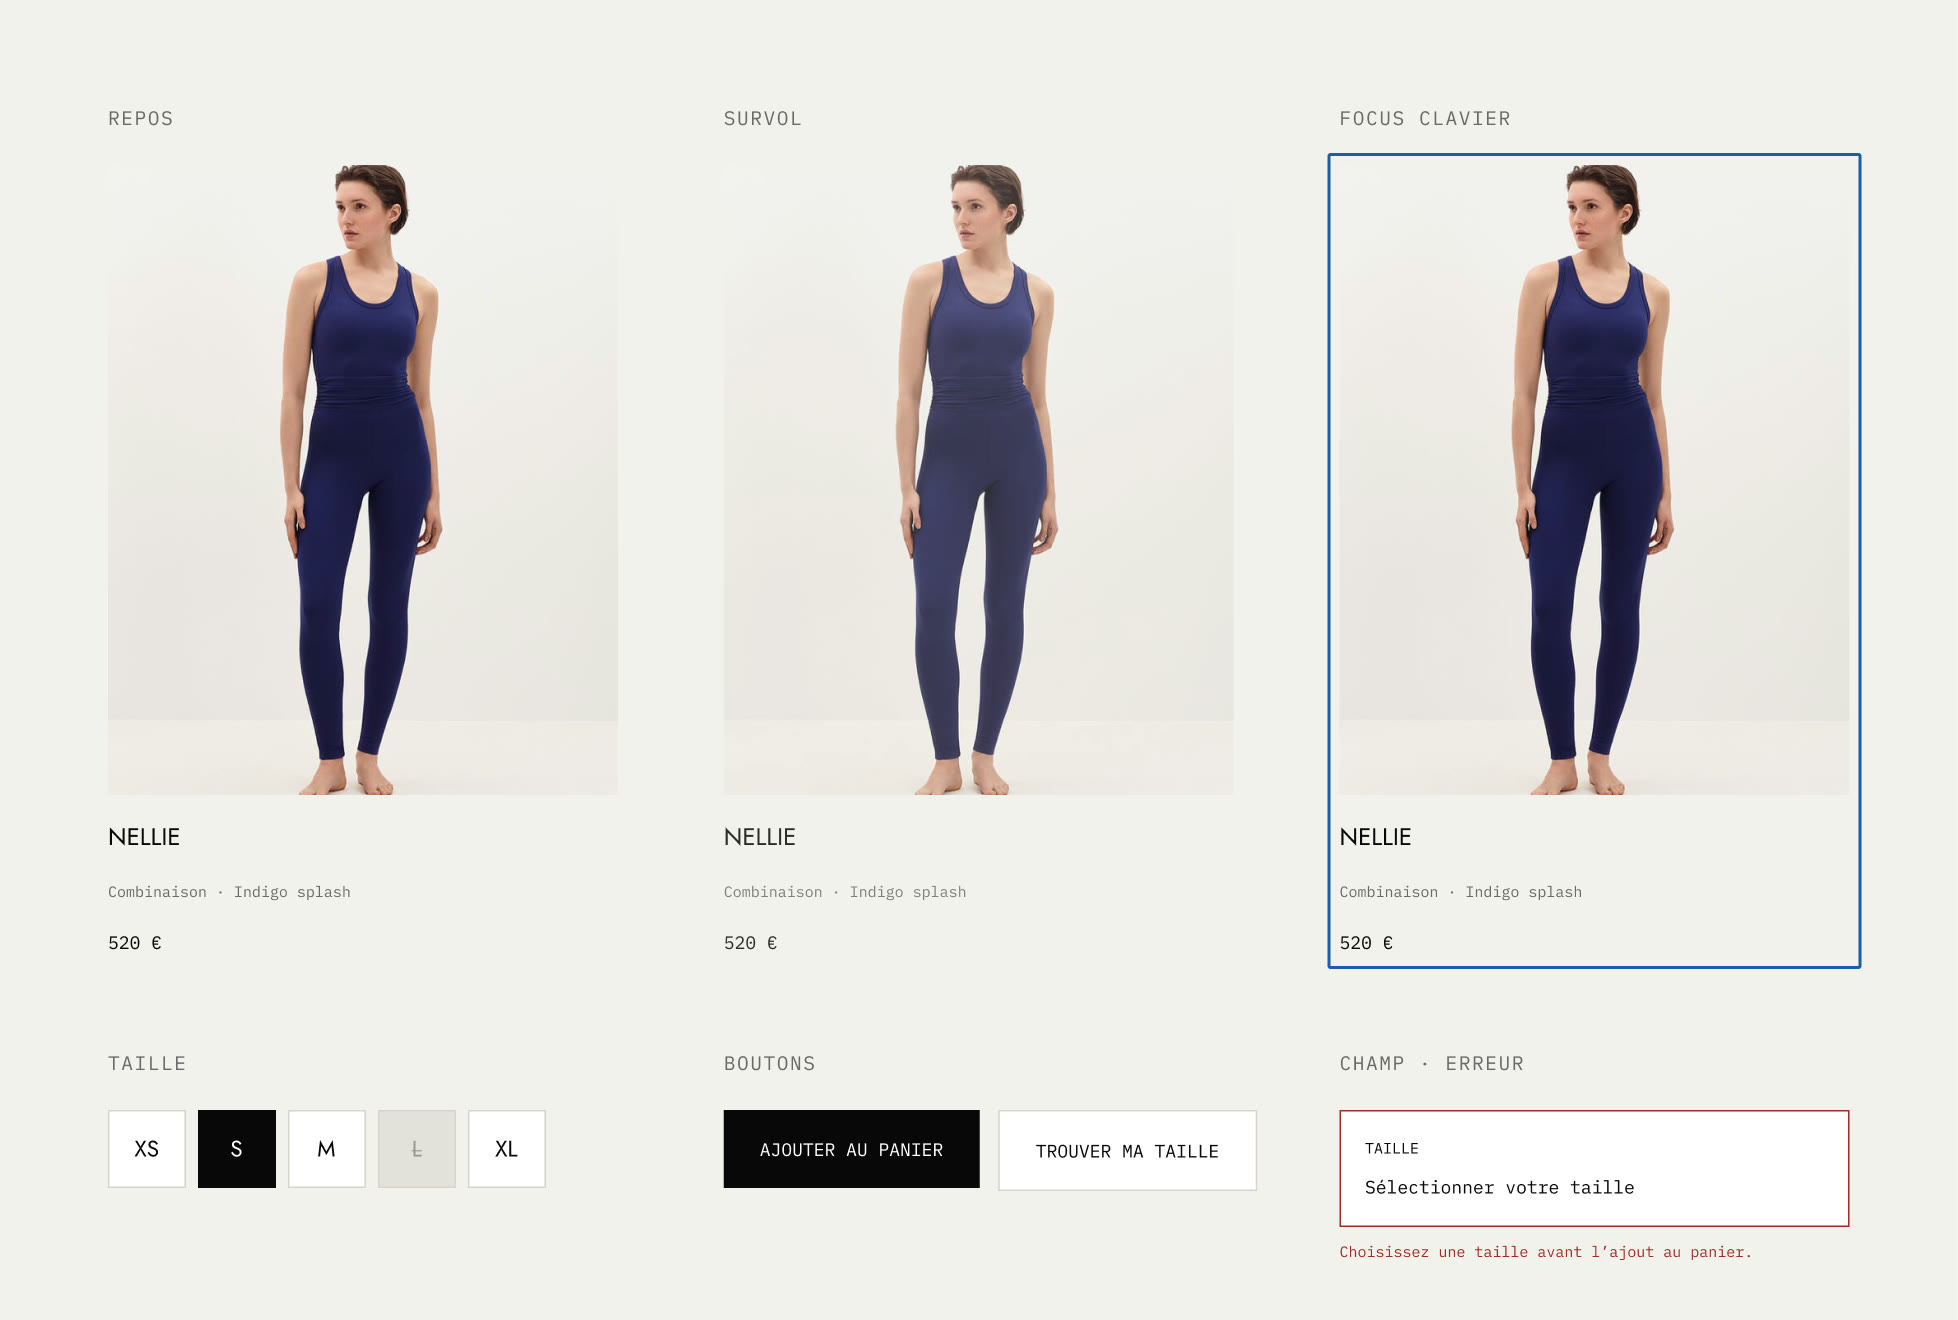 REPOS
SURVOL
FOCUS CLAVIER
NELLIE
Combinaison · Indigo splash
520 €
NELLIE
Combinaison · Indigo splash
520 €
NELLIE
Combinaison · Indigo splash
520 €
TAILLE
XS
S
M
L
XL
BOUTONS
AJOUTER AU PANIER
TROUVER MA TAILLE
CHAMP · ERREUR
TAILLE
Sélectionner votre taille
Choisissez une taille avant l’ajout au panier.